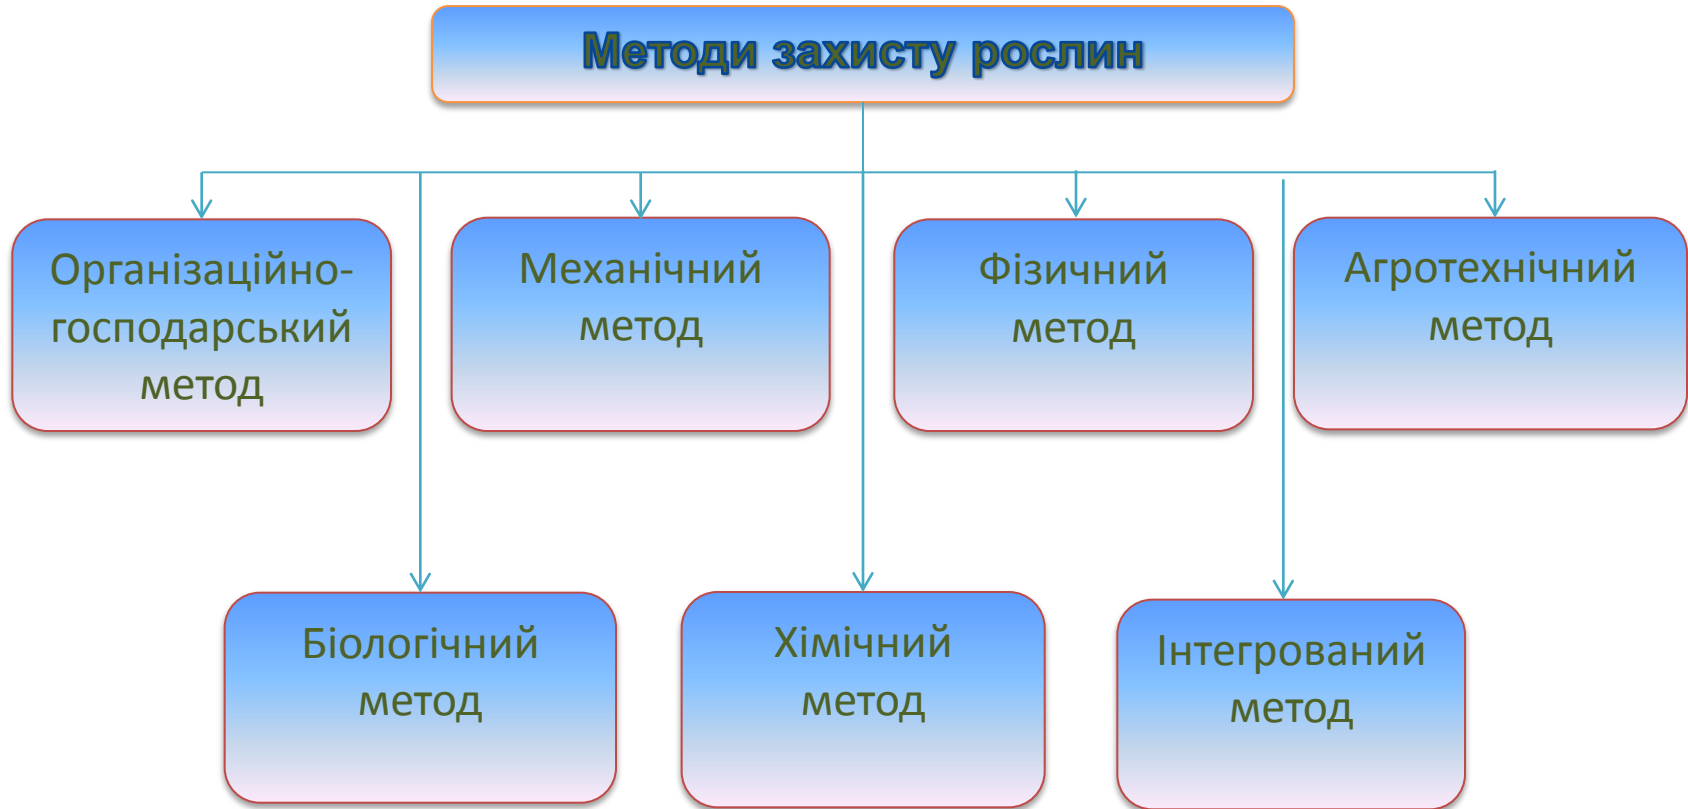 Методи захисту рослин
Організаційно-
господарський
метод
Механічний
метод
Фізичний
метод
Агротехнічний
метод
Біологічний
метод
Хімічний
метод
Інтегрований
метод